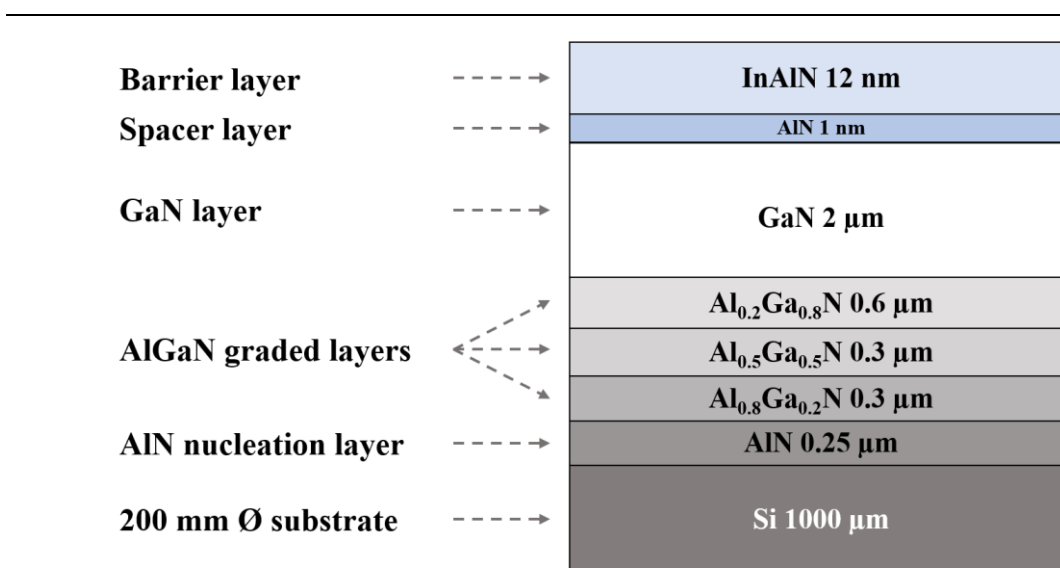 Barrier layer
InAlN 12 nm
Spacer layer
AlN 1 nm
GaN layer
GaN 2 µm
Al0.2Ga0.8N 0.6 µm
AlGaN graded layers
Al0.5Ga0.5N 0.3 µm
Al0.8Ga0.2N 0.3 µm
AlN nucleation layer
AlN 0.25 µm
200 mm Ø substrate
Si 1000 µm